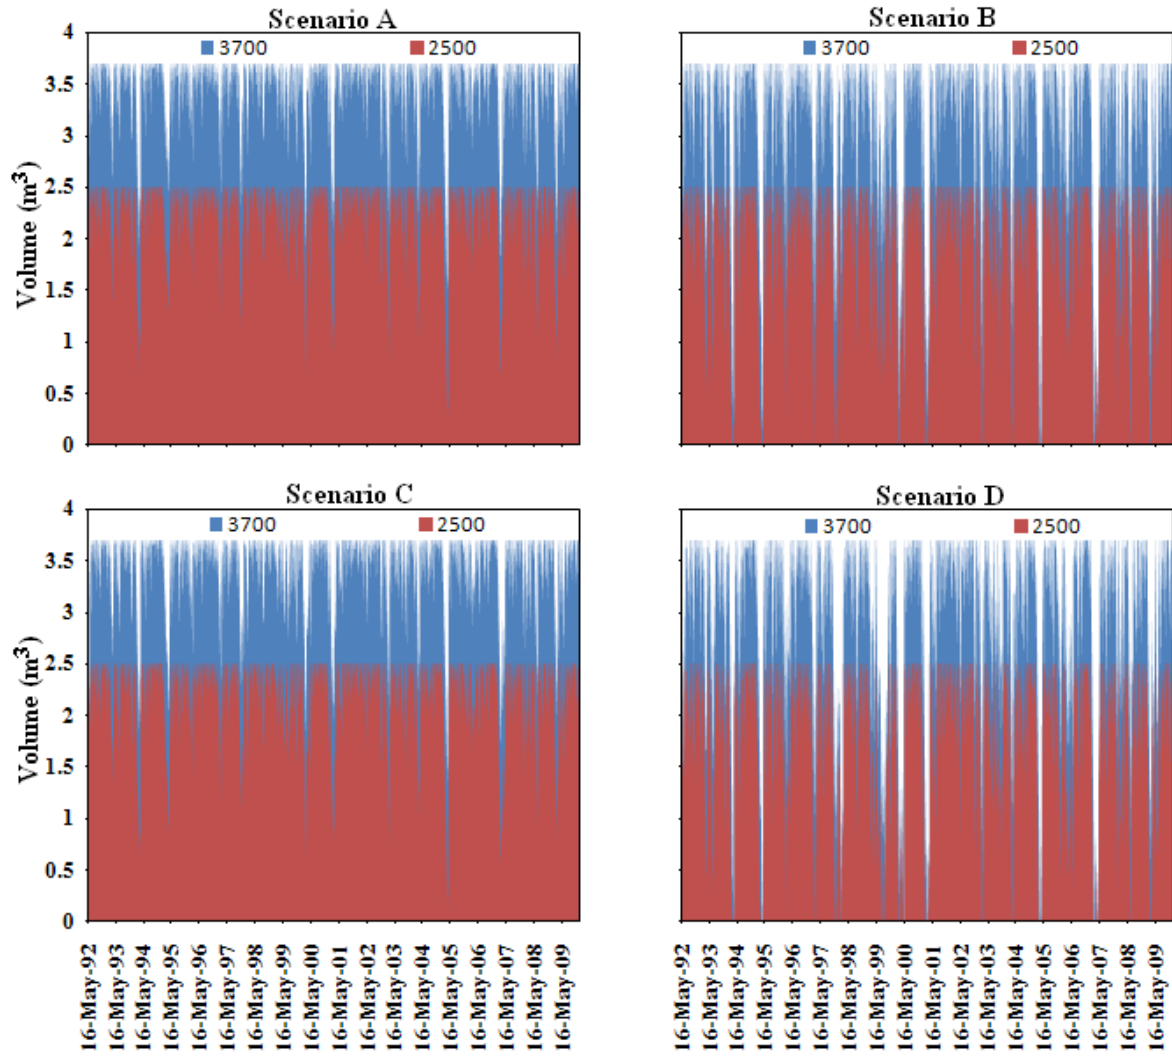 Scenario A
3700 2500
4
3.5
3
2.5
2
1.5
1
0.5
0
Volume (m³)
Scenario B
3700 2500
Scenario C
3700 2500
4
3.5
3
2.5
2
1.5
1
0.5
0
Volume (m³)
16-May-92
16-May-93
16-May-94
16-May-95
16-May-96
16-May-97
16-May-98
16-May-99
16-May-00
16-May-01
16-May-02
16-May-03
16-May-04
16-May-05
16-May-06
16-May-07
16-May-08
16-May-09
Scenario D
3700 2500
16-May-92
16-May-93
16-May-94
16-May-95
16-May-96
16-May-97
16-May-98
16-May-99
16-May-00
16-May-01
16-May-02
16-May-03
16-May-04
16-May-05
16-May-06
16-May-07
16-May-08
16-May-09